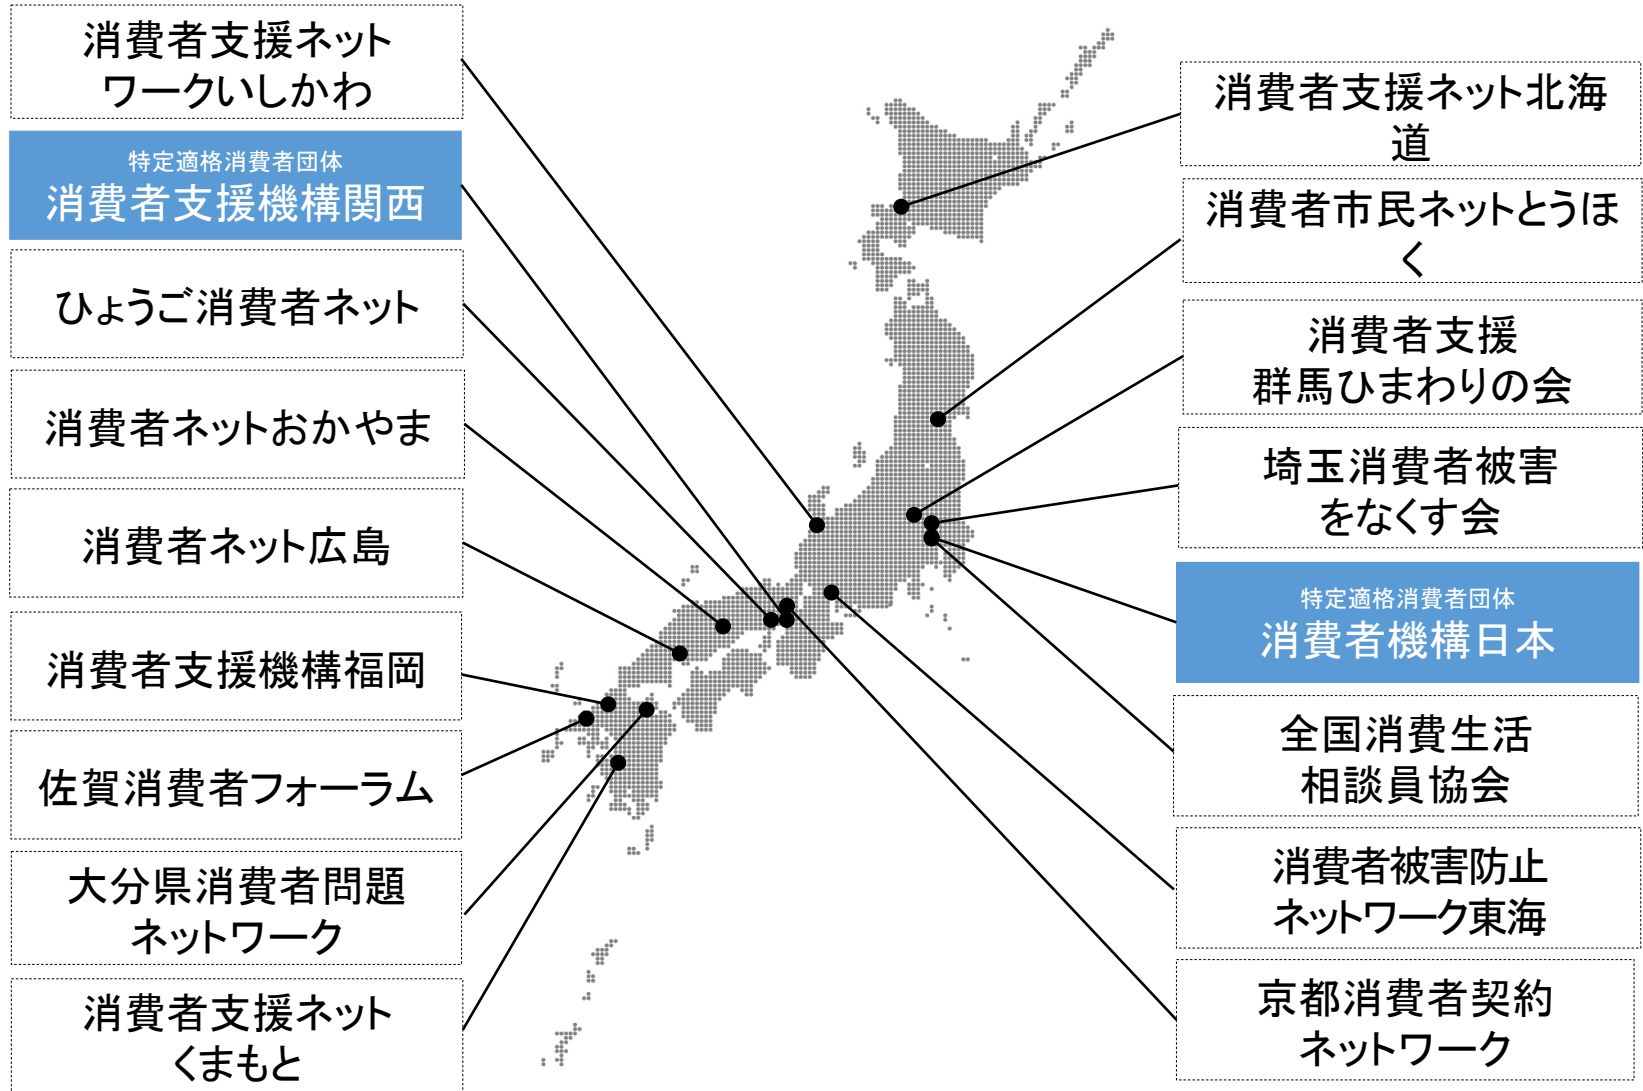 消費者支援ネット
ワークいしかわ
特定適格消費者団体
消費者支援機構関西
ひょうご消費者ネット
消費者ネットおかやま
消費者ネット広島
消費者支援機構福岡
佐賀消費者フォーラム
大分県消費者問題
ネットワーク
消費者支援ネット
くまもと
消費者支援ネット北海
道
消費者市民ネットとうほ
く
消費者支援
群馬ひまわりの会
埼玉消費者被害
をなくす会
特定適格消費者団体
消費者機構日本
全国消費生活
相談員協会
消費者被害防止
ネットワーク東海
京都消費者契約
ネットワーク